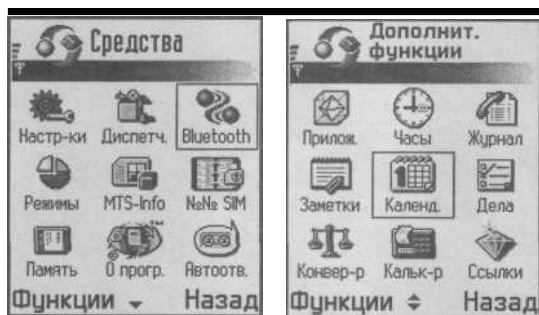 Средства
Настр-ки Диспетч. Bluetooth
Режимы MTS-Info №№ SIM
Память О прогр. Автоотв.
Функции Назад
Дополнит.
функции
Прилож. Часы Журнал
Заметки Календ. Дела
Конвер-р Кальк-р Ссылки
Функции Назад